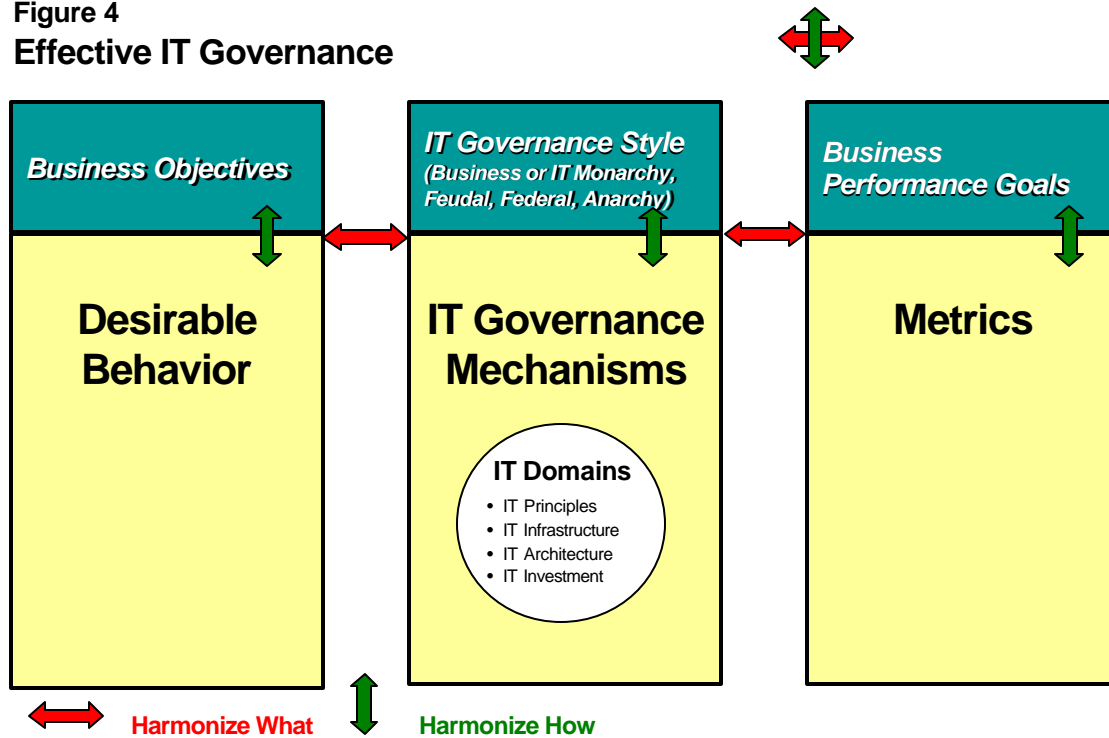 Figure 4
Effective IT Governance
Business Objectives
Desirable
Behavior
IT Governance Style
(Business or IT Monarchy,
Feudal, Federal, Anarchy)
IT Governance
Mechanisms
IT Domains
• IT Principles
• IT Infrastructure
• IT Architecture
• IT Investment
Business
Performance Goals
Metrics
Harmonize What
Harmonize How